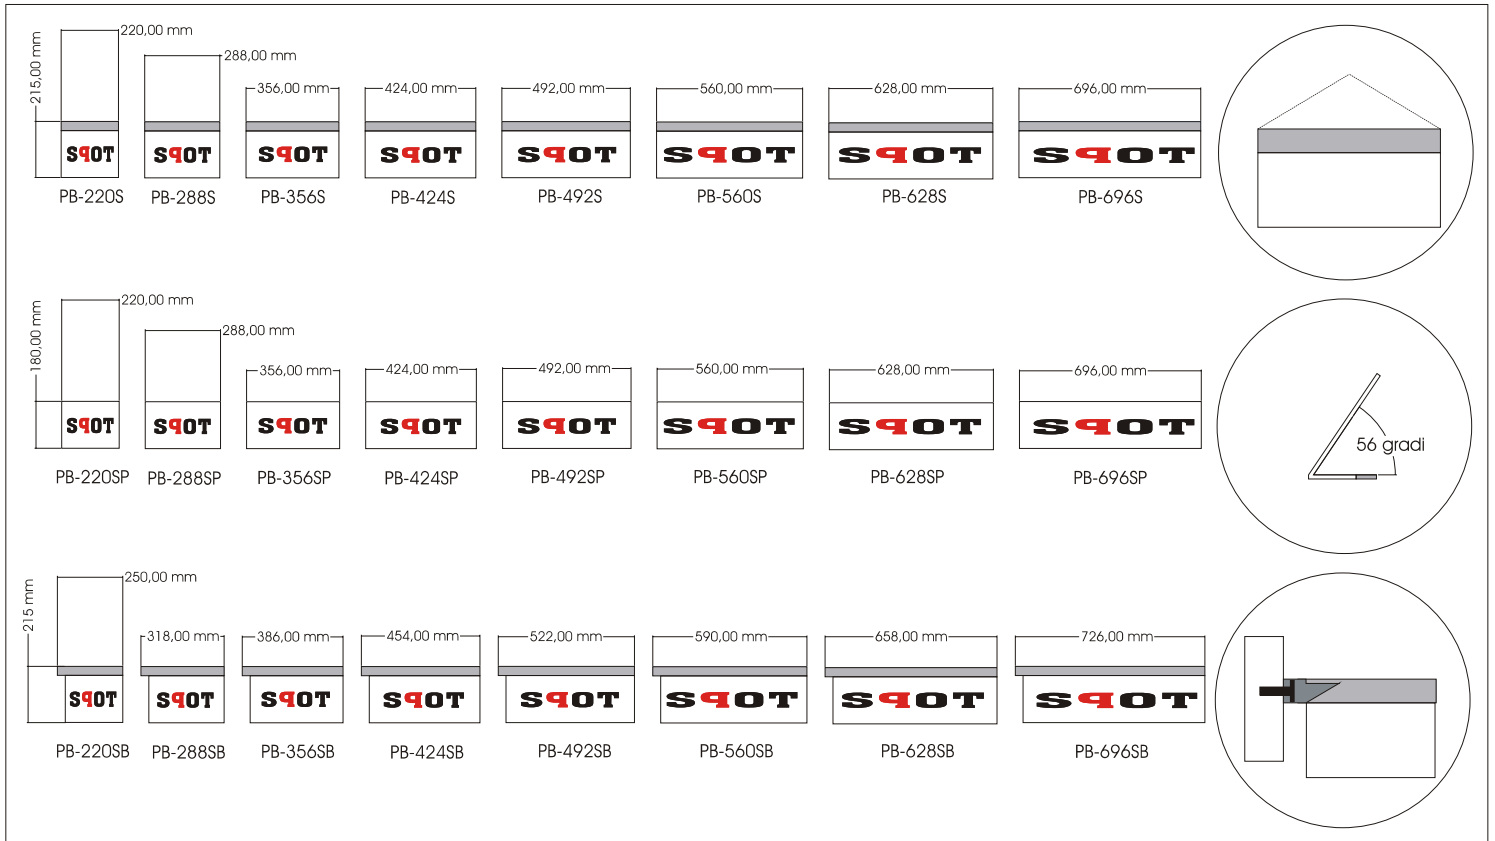 220,00 mm
288,00 mm
215,00 mm
356,00 mm 424,00 mm 492,00 mm 560,00 mm 628,00 mm 696,00 mm
SPOT SPOT SPOT SPOT SPOT SPOT SPOT SPOT
PB-220S PB-288S PB-356S PB-424S PB-492S PB-560S PB-628S PB-696S
220,00 mm
288,00 mm
180,00 mm
356,00 mm 424,00 mm 492,00 mm 560,00 mm 628,00 mm 696,00 mm
SPOT SPOT SPOT SPOT SPOT SPOT SPOT SPOT
56 gradi
PB-220SP PB-288SP PB-356SP PB-424SP PB-492SP PB-560SP PB-628SP PB-696SP
250,00 mm
215 mm
318,00 mm 386,00 mm 454,00 mm 522,00 mm 590,00 mm 658,00 mm 726,00 mm
SPOT SPOT SPOT SPOT SPOT SPOT SPOT SPOT
PB-220SB PB-288SB PB-356SB PB-424SB PB-492SB PB-560SB PB-628SB PB-696SB